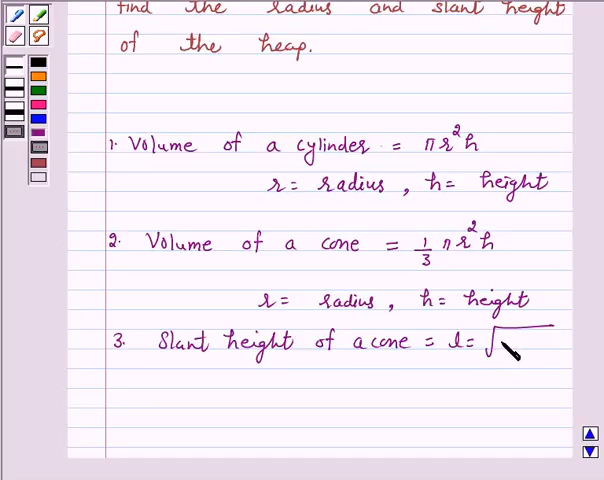 find the radius and slant height
of the heap.
1. Volume of a cylinder = πr²h
r = radius, h = height
2. Volume of a cone = 1/3 πr²h
r = radius, h = height
3. Slant height of a cone = l = √